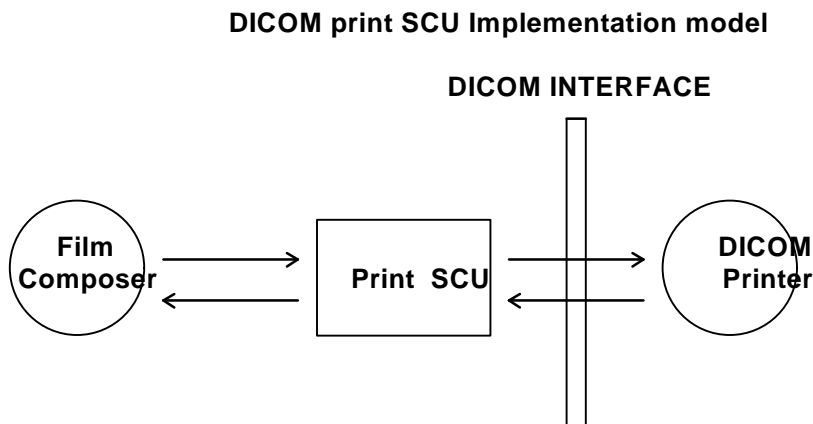 DICOM print SCU Implementation model
DICOM INTERFACE
Film
Composer
Print SCU
DICOM
Printer